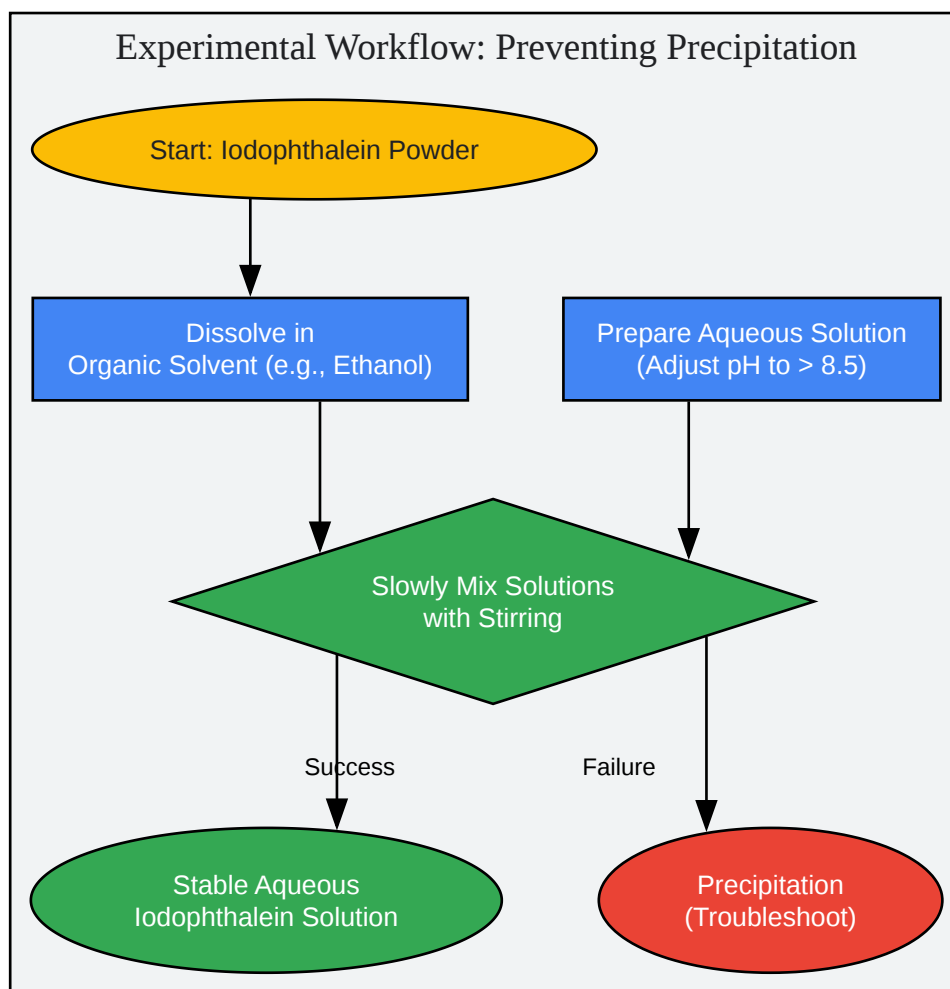 Experimental Workflow: Preventing Precipitation
Start: Iodophthalein Powder
Dissolve in
Organic Solvent (e.g., Ethanol)
Prepare Aqueous Solution
(Adjust pH to > 8.5)
Slowly Mix Solutions
with Stirring
Success
Failure
Stable Aqueous
Iodophthalein Solution
Precipitation
(Troubleshoot)